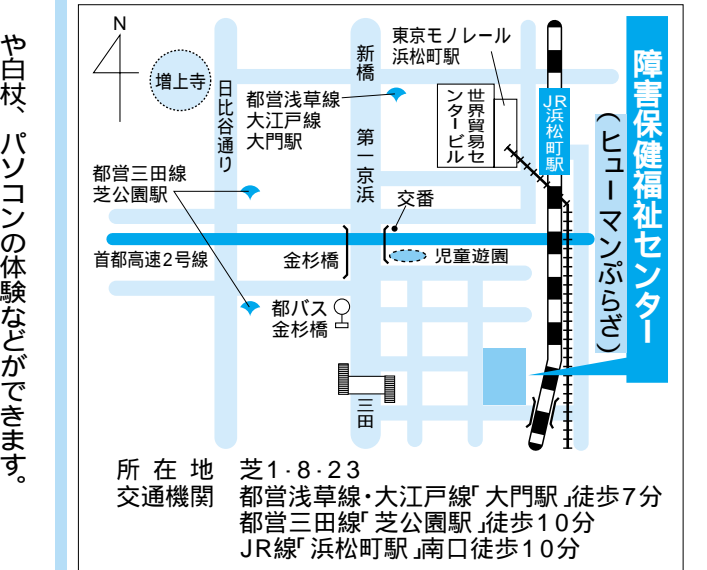 障害保健福祉センター
(ヒューマンぷらざ)
N
増上寺
日比谷通り
新橋
第一京浜
都営浅草線
大江戸線
大門駅
東京モノレール
浜松町駅
世界貿易セ
ンタービル
JR浜松町駅
都営三田線
芝公園駅
交番
首都高速2号線
金杉橋
児童遊園
都バス
金杉橋
三田
所在地 芝1・8・23
交通機関 都営浅草線・大江戸線「大門駅」徒歩7分
都営三田線「芝公園駅」徒歩10分
JR線「浜松町駅」南口徒歩10分
や白杖、パソコンの体験などができます。